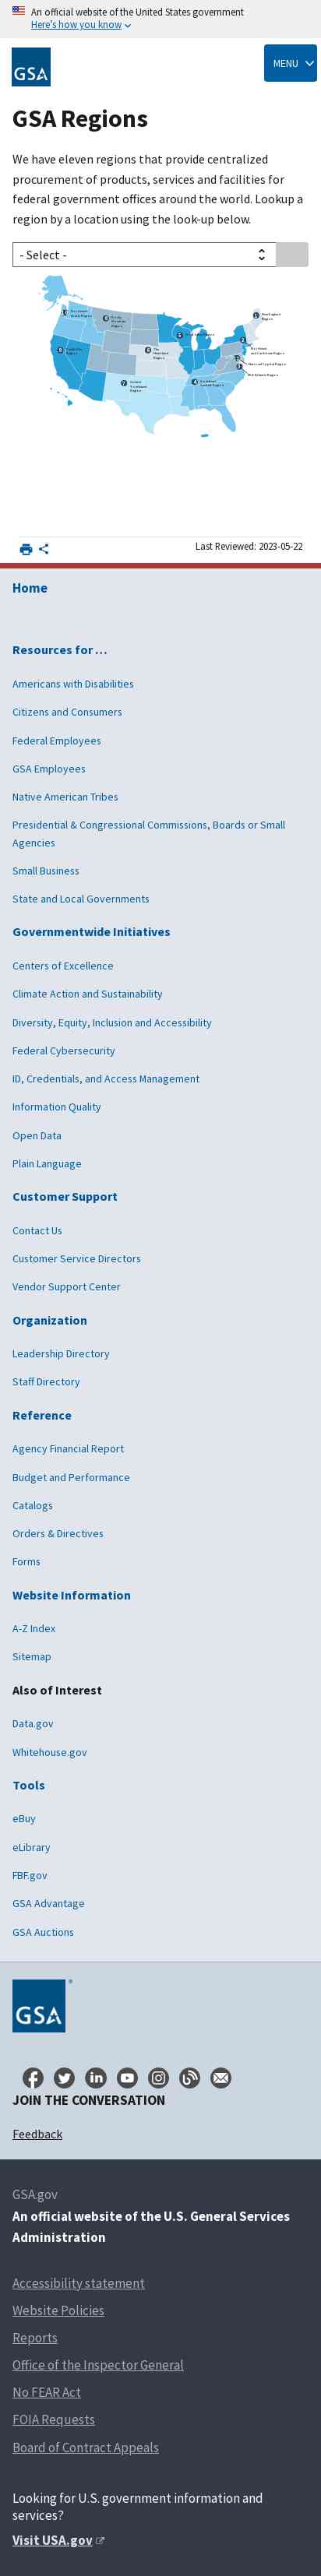 An official website of the United States government
Here's how you know
GSA
MENU
GSA Regions
We have eleven regions that provide centralized
procurement of products, services and facilities for
federal government offices around the world. Lookup a
region by a location using the look-up below.
- Select -
Last Reviewed: 2023-05-22
Home
Resources for …
Americans with Disabilities
Citizens and Consumers
Federal Employees
GSA Employees
Native American Tribes
Presidential & Congressional Commissions, Boards or Small
Agencies
Small Business
State and Local Governments
Governmentwide Initiatives
Centers of Excellence
Climate Action and Sustainability
Diversity, Equity, Inclusion and Accessibility
Federal Cybersecurity
ID, Credentials, and Access Management
Information Quality
Open Data
Plain Language
Customer Support
Contact Us
Customer Service Directors
Vendor Support Center
Organization
Leadership Directory
Staff Directory
Reference
Agency Financial Report
Budget and Performance
Catalogs
Orders & Directives
Forms
Website Information
A-Z Index
Sitemap
Also of Interest
Data.gov
Whitehouse.gov
Tools
eBuy
eLibrary
FBF.gov
GSA Advantage
GSA Auctions
GSA
JOIN THE CONVERSATION
Feedback
GSA.gov
An official website of the U.S. General Services
Administration
Accessibility statement
Website Policies
Reports
Office of the Inspector General
No FEAR Act
FOIA Requests
Board of Contract Appeals
Looking for U.S. government information and
services?
Visit USA.gov